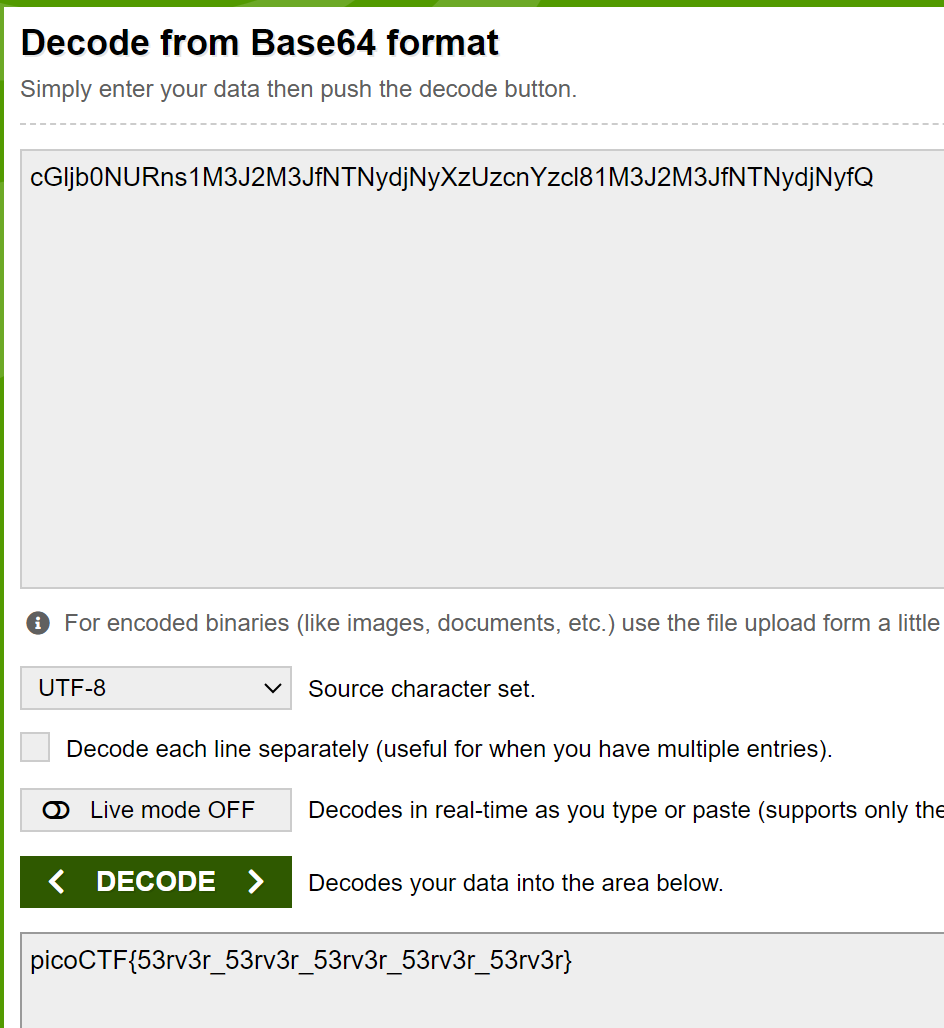 Decode from Base64 format
Simply enter your data then push the decode button.
cGljb0NURns1M3J2M3JfNTNydjNyXzUzcnYzcl81M3J2M3JfNTNydjNyfQ
For encoded binaries (like images, documents, etc.) use the file upload form a little
UTF-8 Source character set.
Decode each line separately (useful for when you have multiple entries).
Live mode OFF Decodes in real-time as you type or paste (supports only the
< DECODE > Decodes your data into the area below.
picoCTF{53rv3r_53rv3r_53rv3r_53rv3r_53rv3r}